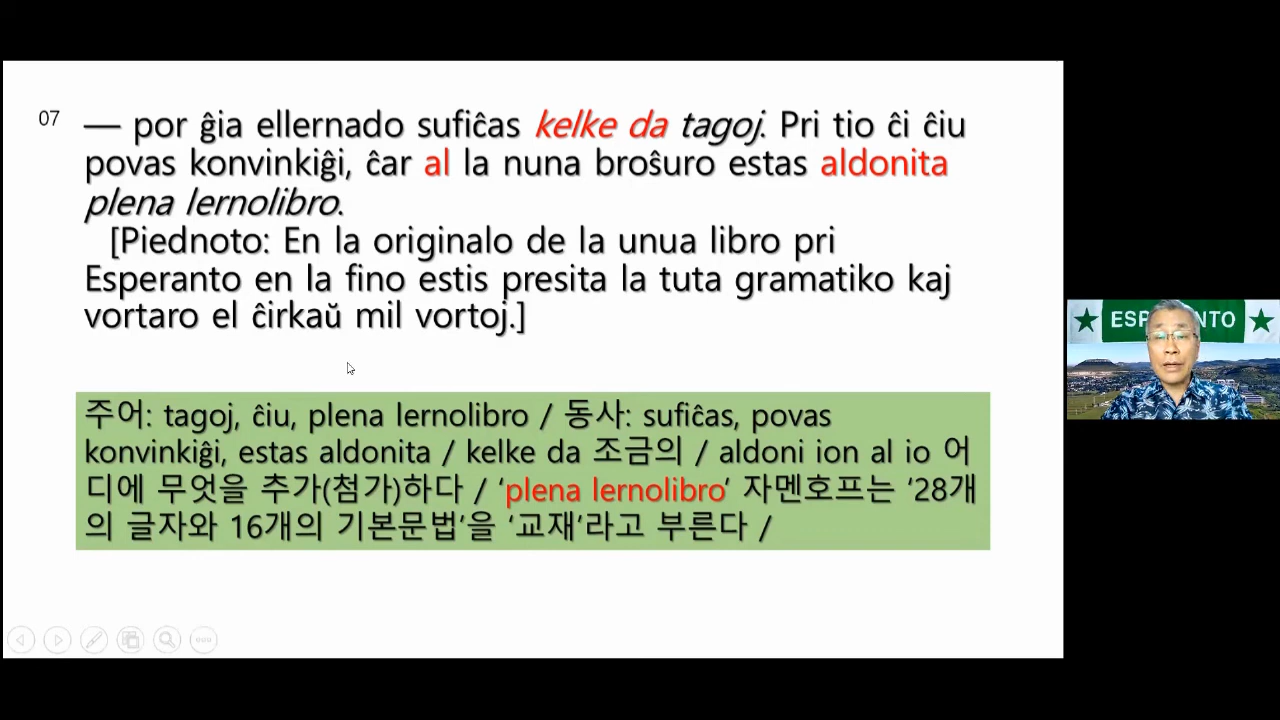 07
— por ĝia ellernado sufiĉas kelke da tagoj. Pri tio ĉi ĉiu
povas konvinkiĝi, ĉar al la nuna broŝuro estas aldonita
plena lernolibro.
[Piednoto: En la originalo de la unua libro pri
Esperanto en la fino estis presita la tuta gramatiko kaj
vortaro el ĉirkaŭ mil vortoj.]
주어: tagoj, ĉiu, plena lernolibro / 동사: sufiĉas, povas
konvinkiĝi, estas aldonita / kelke da 조금의 / aldoni ion al io 어
디에 무엇을 추가(첨가)하다 / ‘plena lernolibro’ 자멘호프는 ‘28개
의 글자와 16개의 기본문법’을 ‘교재’라고 부른다 /
ESP NTO